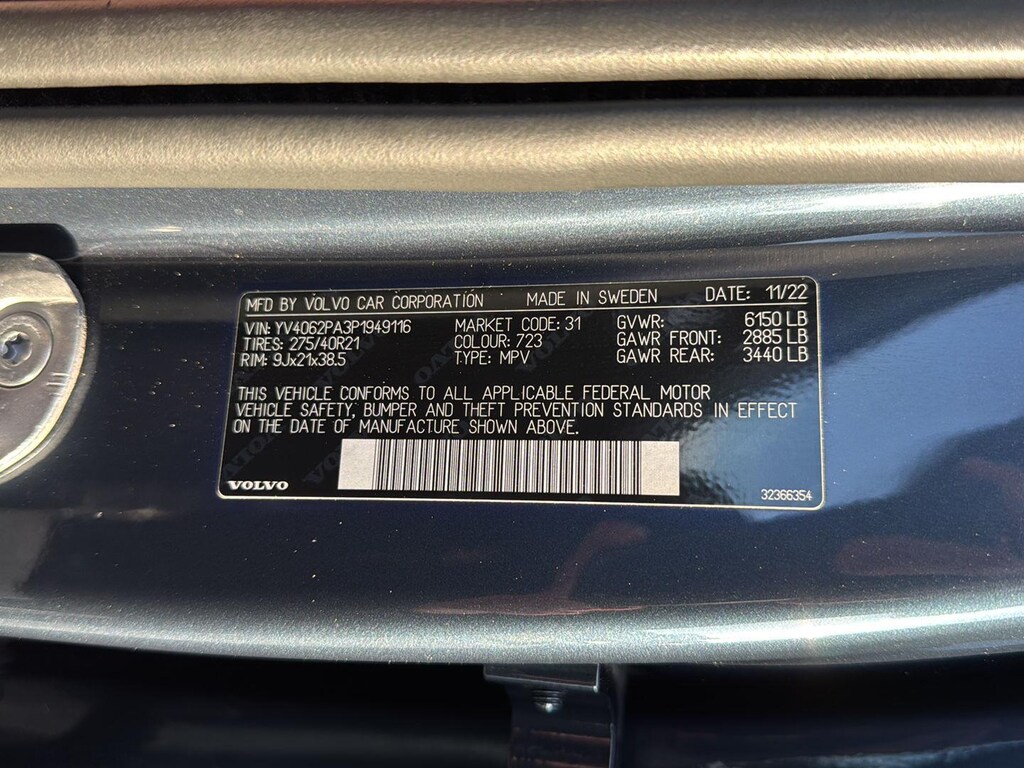 MFD BY VOLVO CAR CORPORATION MADE IN SWEDEN DATE: 11/22
VIN: YV4062PA3P1949116 MARKET CODE: 31 GVWR: 6150 LB
TIRES: 275/40R21 COLOUR: 723 GAWR FRONT: 2885 LB
RIM: 9Jx21x38.5 TYPE: MPV GAWR REAR: 3440 LB
THIS VEHICLE CONFORMS TO ALL APPLICABLE FEDERAL MOTOR
VEHICLE SAFETY, BUMPER AND THEFT PREVENTION STANDARDS IN EFFECT
ON THE DATE OF MANUFACTURE SHOWN ABOVE.
VOLVO 32366354